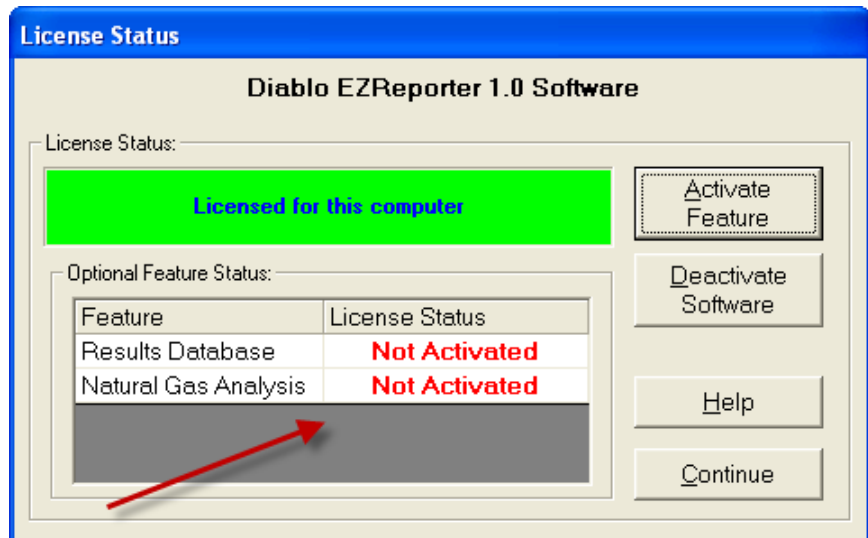 License Status
Diablo EZReporter 1.0 Software
License Status:
Licensed for this computer
Activate
Feature
Optional Feature Status:
Deactivate
Software
Feature License Status
Results Database Not Activated
Natural Gas Analysis Not Activated
Help
Continue